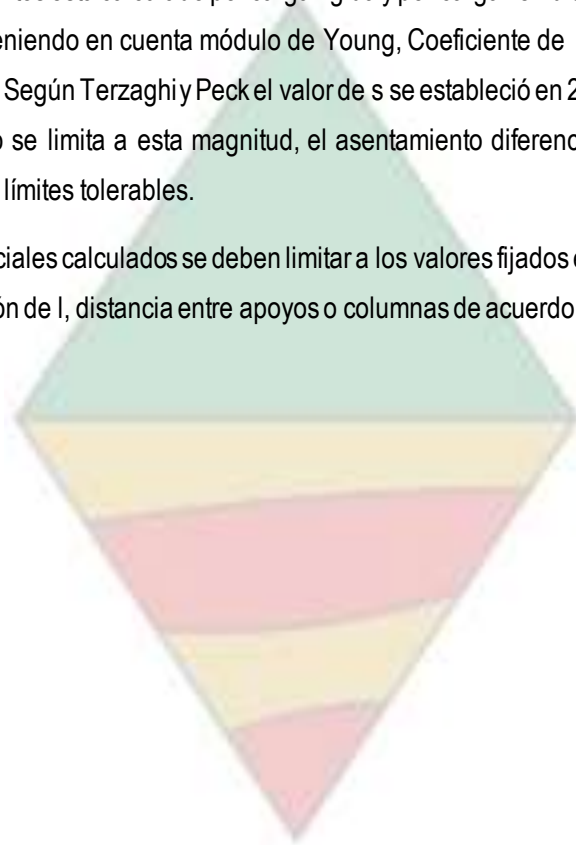 eniendo en cuenta módulo de Young, Coeficiente de
Según Terzaghi y Peck el valor de s se estableció en 2
se limita a esta magnitud, el asentamiento diferenc
límites tolerables.
ciales calculados se deben limitar a los valores fijados
ón de l, distancia entre apoyos o columnas de acuerdo